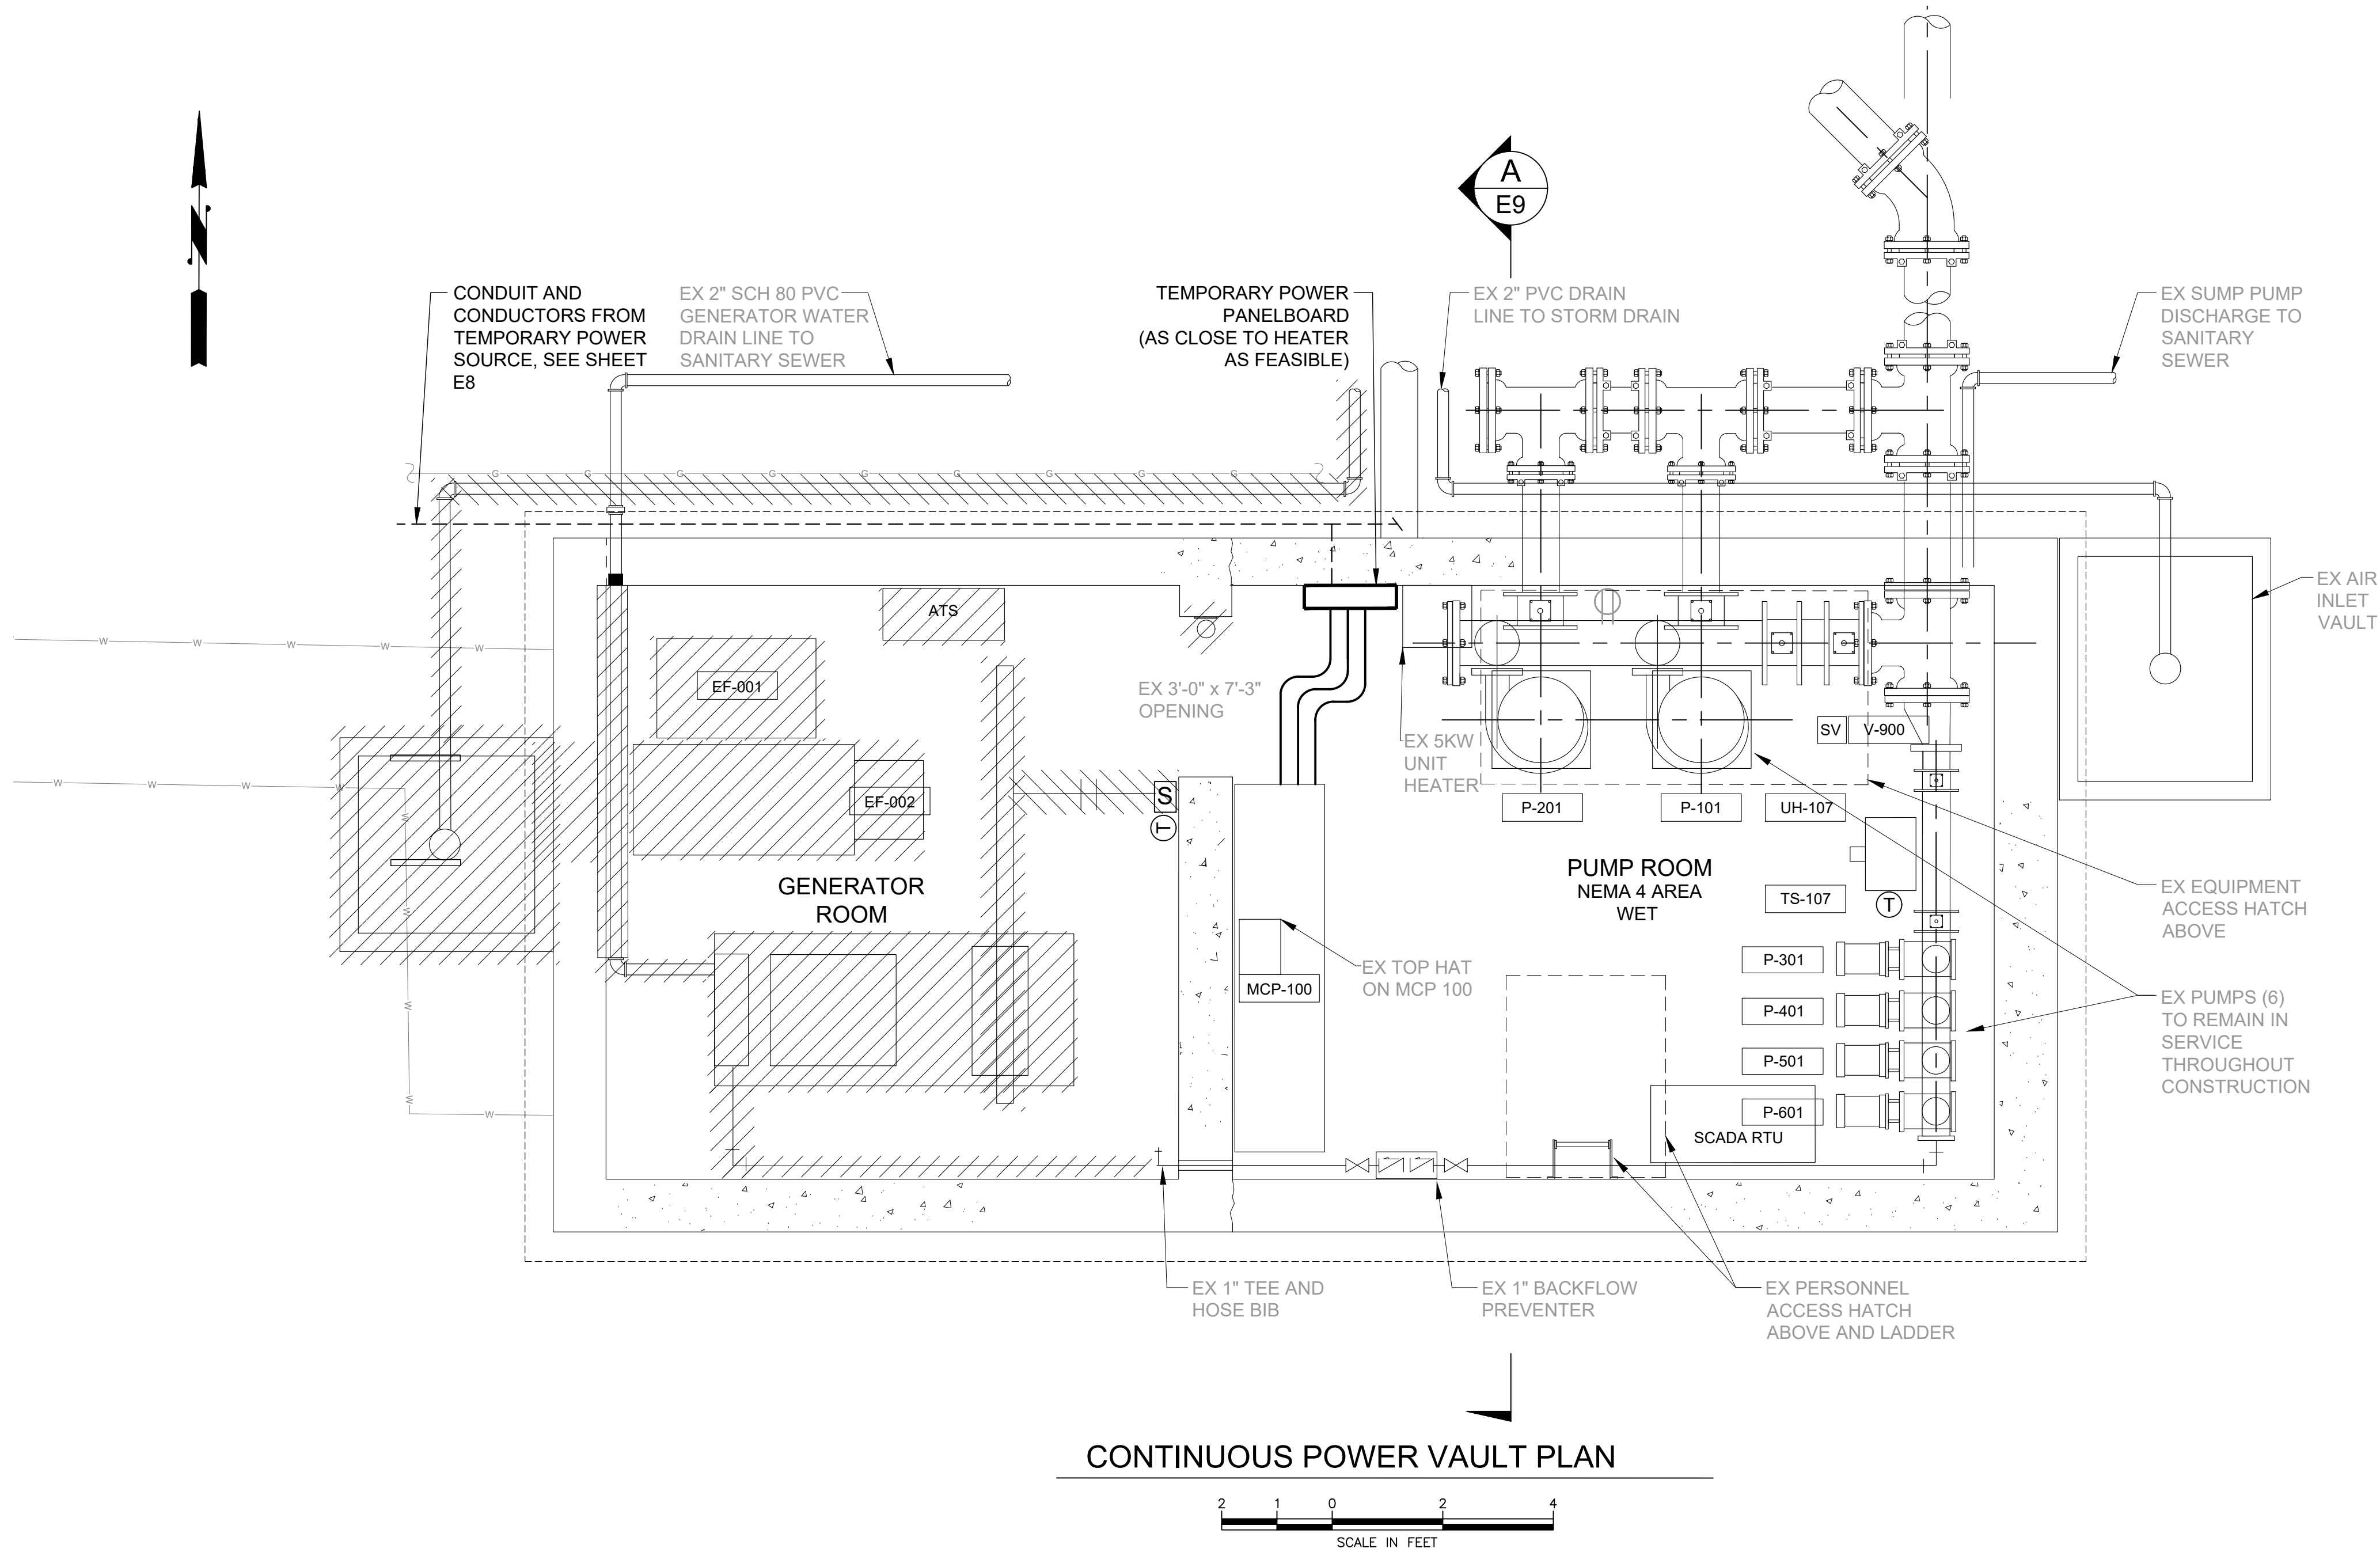 N
A
E9
CONDUIT AND
CONDUCTORS FROM
TEMPORARY POWER
SOURCE, SEE SHEET
E8
EX 2" SCH 80 PVC
GENERATOR WATER
DRAIN LINE TO
SANITARY SEWER
TEMPORARY POWER
PANELBOARD
(AS CLOSE TO HEATER
AS FEASIBLE)
EX 2" PVC DRAIN
LINE TO STORM DRAIN
EX SUMP PUMP
DISCHARGE TO
SANITARY
SEWER
G G G G G G G G G
EX AIR
INLET
VAULT
ATS
W W W W W
EF-001
EX 3'-0" x 7'-3"
OPENING
EX 5KW
UNIT
HEATER
SV
V-900
W W W W
W
W
W
W
W
EF-002
S
T
P-201
P-101
UH-107
GENERATOR
ROOM
PUMP ROOM
NEMA 4 AREA
WET
TS-107
T
EX EQUIPMENT
ACCESS HATCH
ABOVE
EX TOP HAT
ON MCP 100
MCP-100
P-301
P-401
P-501
P-601
SCADA RTU
EX PUMPS (6)
TO REMAIN IN
SERVICE
THROUGHOUT
CONSTRUCTION
EX 1" TEE AND
HOSE BIB
EX 1" BACKFLOW
PREVENTER
EX PERSONNEL
ACCESS HATCH
ABOVE AND LADDER
CONTINUOUS POWER VAULT PLAN
2 1 0 2 4
SCALE IN FEET